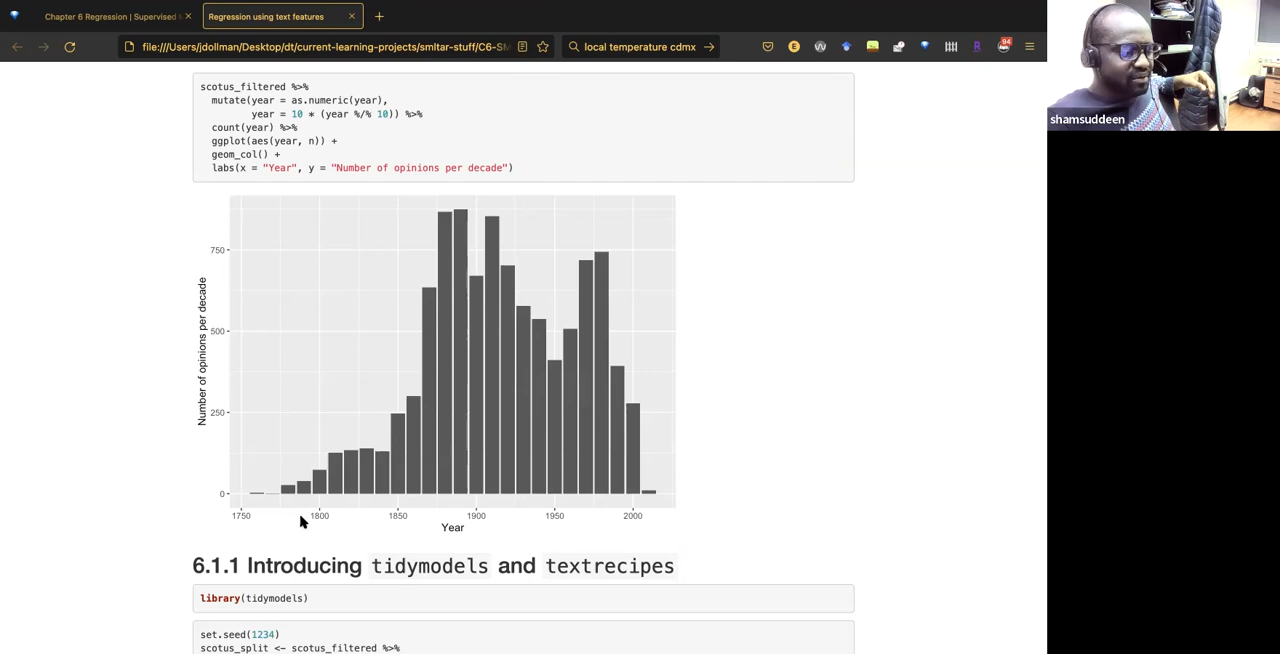 Chapter 6 Regression | Supervised M
Regression using text features
file:///Users/jdollman/Desktop/dt/current-learning-projects/smltar-stuff/C6-SM
local temperature cdmx
94
shamsuddeen
scotus_filtered %>%
mutate(year = as.numeric(year),
year = 10 * (year %/% 10)) %>%
count(year) %>%
ggplot(aes(year, n)) +
geom_col() +
labs(x = "Year", y = "Number of opinions per decade")
Number of opinions per decade
750
500
250
0
1750 1800 1850 1900 1950 2000
Year
6.1.1 Introducing tidymodels and textrecipes
library(tidymodels)
set.seed(1234)
scotus_split <- scotus_filtered %>%